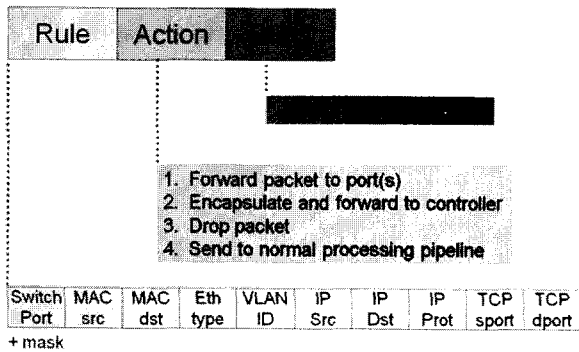 Rule Action
1. Forward packet to port(s)
2. Encapsulate and forward to controller
3. Drop packet
4. Send to normal processing pipeline
Switch Port MAC src MAC dst Eth type VLAN ID IP Src IP Dst IP Prot TCP sport TCP dport
+ mask